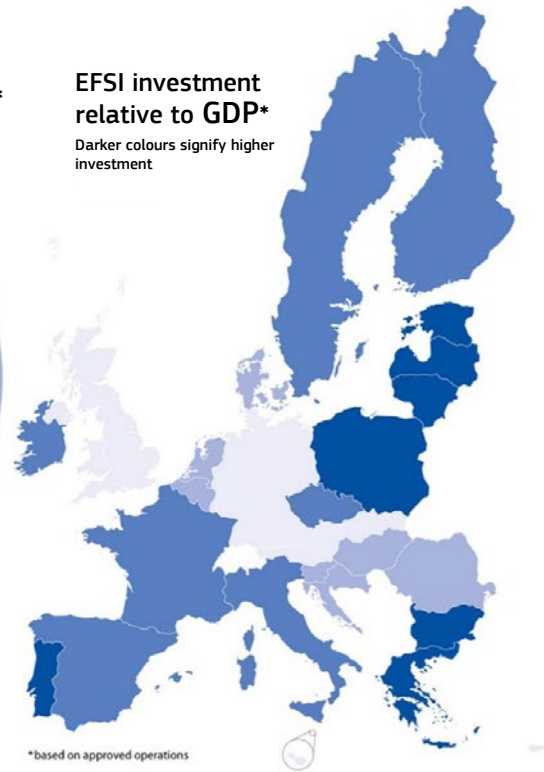 *
EFSI investment
relative to GDP*
Darker colours signify higher
investment
*based on approved operations